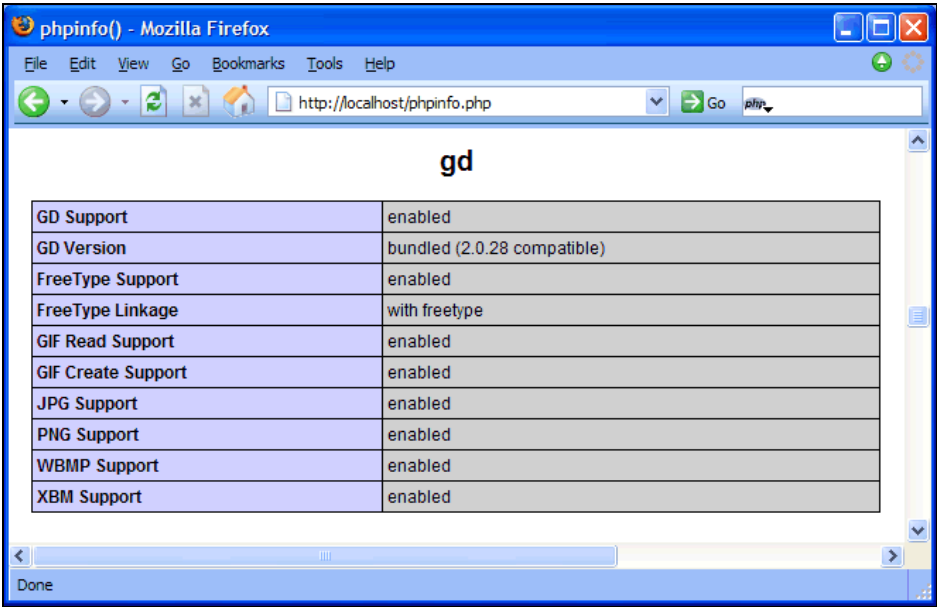 phpinfo() - Mozilla Firefox
File Edit View Go Bookmarks Tools Help
http://localhost/phpinfo.php Go php
gd
GD Support enabled
GD Version bundled (2.0.28 compatible)
FreeType Support enabled
FreeType Linkage with freetype
GIF Read Support enabled
GIF Create Support enabled
JPG Support enabled
PNG Support enabled
WBMP Support enabled
XBM Support enabled
Done